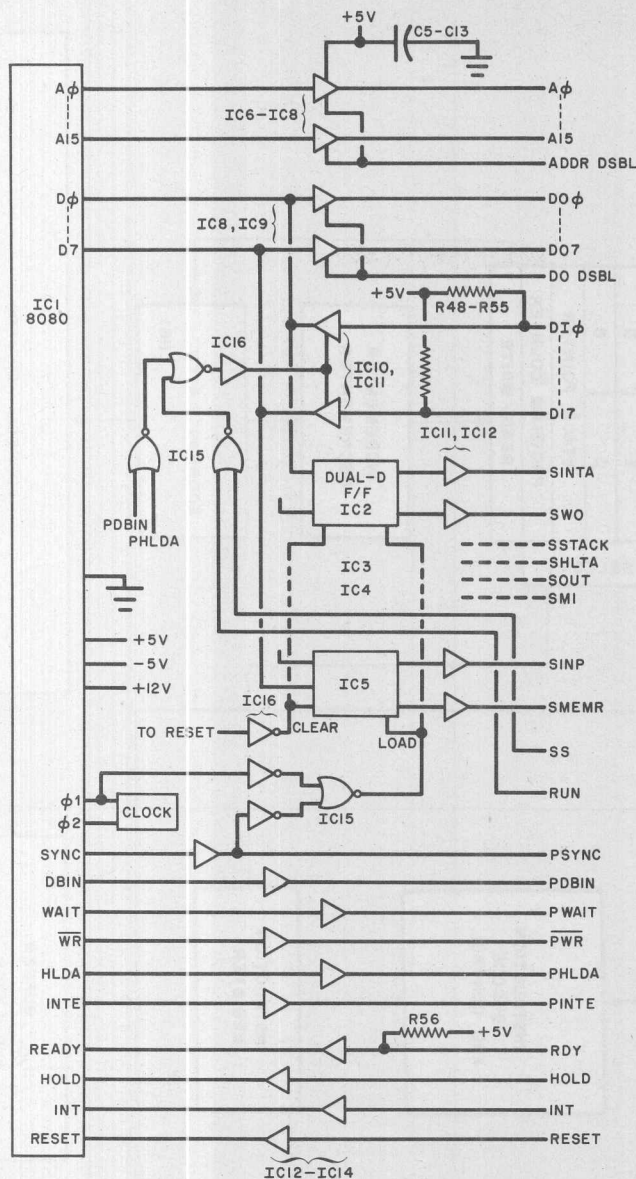 +5V
C5-C13
Aϕ
Aϕ
IC6-IC8
A15
A15
ADDR DSBL
Dϕ
DOϕ
IC8, IC9
D7
DO7
DO DSBL
+5V
R48-R55
IC1
8080
DIϕ
IC16
IC10,
IC11
DI7
IC15
IC11, IC12
PDBIN
PHLDA
DUAL-D
F/F
IC2
SINTA
SWO
IC3
IC4
SSTACK
SHLTA
SOUT
SMI
+5V
-5V
+12V
IC5
SINP
IC16
SMEMR
TO RESET
CLEAR
LOAD
SS
RUN
ϕ1
ϕ2
CLOCK
IC15
SYNC
PSYNC
DBIN
PDBIN
WAIT
PWAIT
WR
PWR
HLDA
PHLDA
INTE
PINTE
R56
+5V
READY
RDY
HOLD
HOLD
INT
INT
RESET
RESET
IC12-IC14